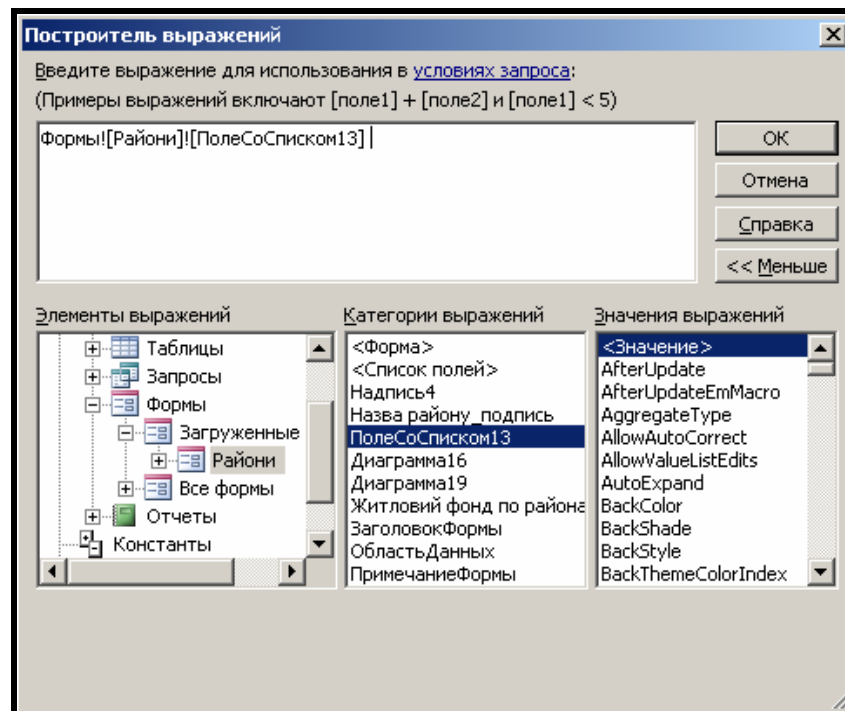 Построитель выражений
Введите выражение для использования в условиях запроса:
(Примеры выражений включают [поле1] + [поле2] и [поле1] < 5)
Формы![Райони]![ПолеСоСписком13]
ОК
Отмена
Справка
<< Меньше
Элементы выражений
Таблицы
Запросы
Формы
Загруженные
Райони
Все формы
Отчеты
Константы
Категории выражений
<Форма>
<Список полей>
Надпись4
Назва району_подпись
ПолеСоСписком13
Диаграмма16
Диаграмма19
Житловий фонд по района
ЗаголовокФормы
ОбластьДанных
ПримечаниеФормы
Значения выражений
<Значение>
AfterUpdate
AfterUpdateEmMacro
AggregateType
AllowAutoCorrect
AllowValueListEdits
AutoExpand
BackColor
BackShade
BackStyle
BackThemeColorIndex